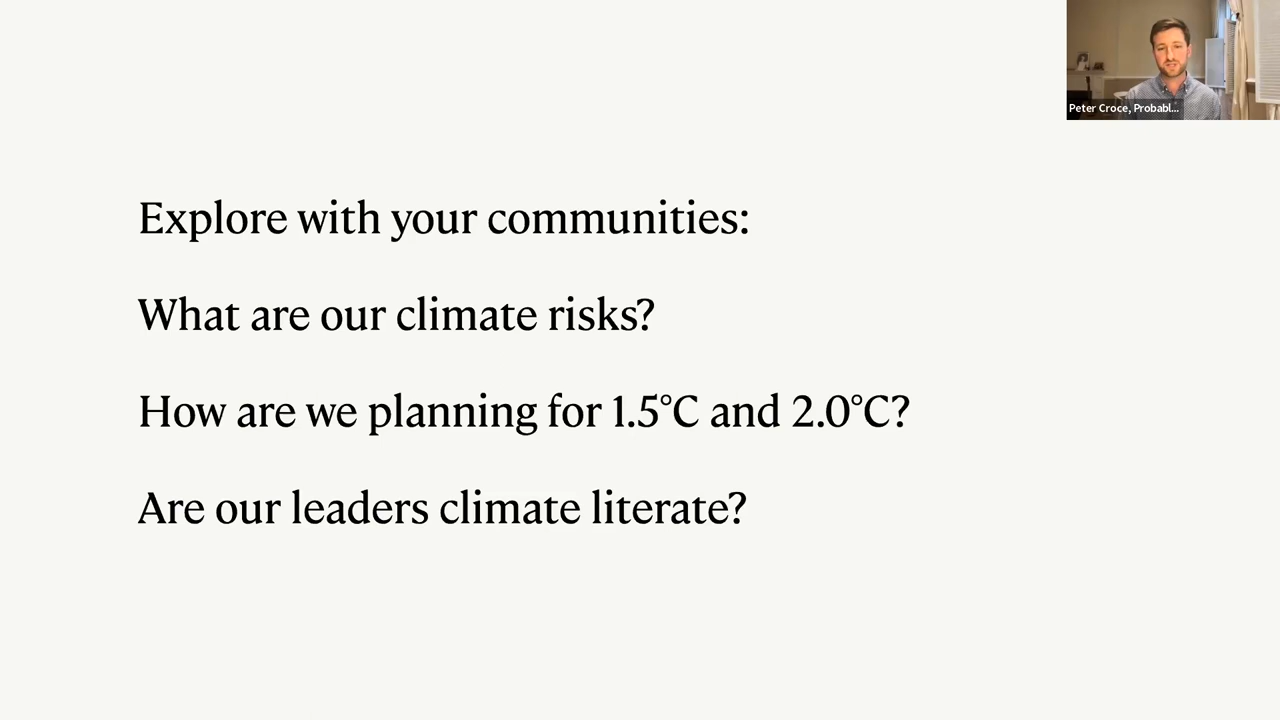 Peter Croce, Probabl...
Explore with your communities:
What are our climate risks?
How are we planning for 1.5°C and 2.0°C?
Are our leaders climate literate?